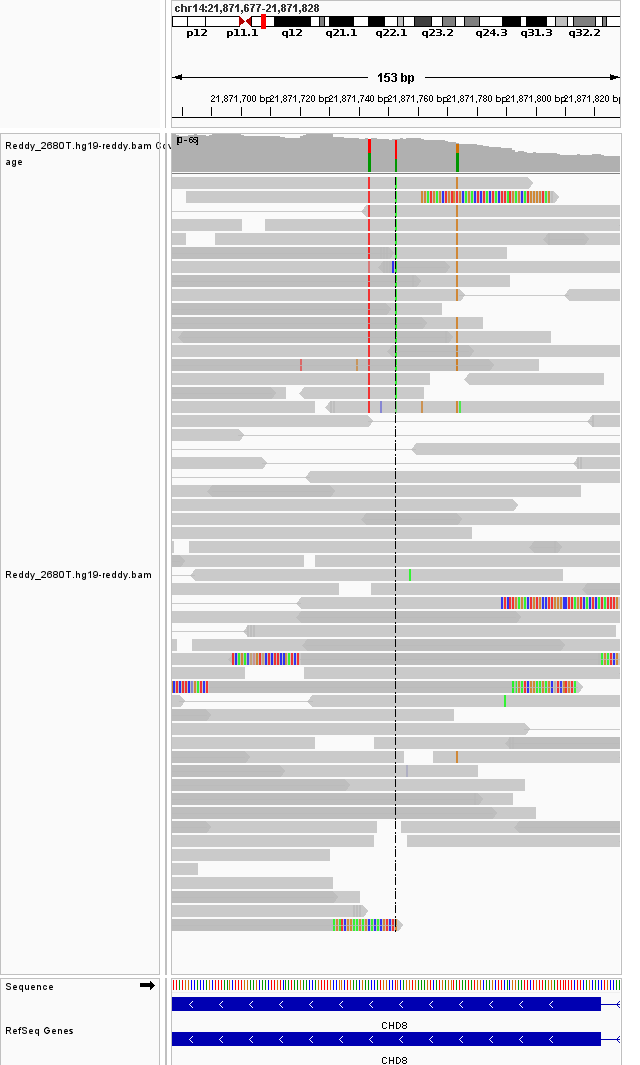 chr14:21,871,677-21,871,828
p12 p11.1 q12 q21.1 q22.1 q23.2 q24.3 q31.3 q32.2
153 bp
21,871,700 bp 21,871,720 bp 21,871,740 bp 21,871,760 bp 21,871,780 bp 21,871,800 bp 21,871,820 bp
Reddy_2680T.hg19-reddy.bam Cov
age
[0-69]
Reddy_2680T.hg19-reddy.bam
Sequence
CHD8
RefSeq Genes
CHD8